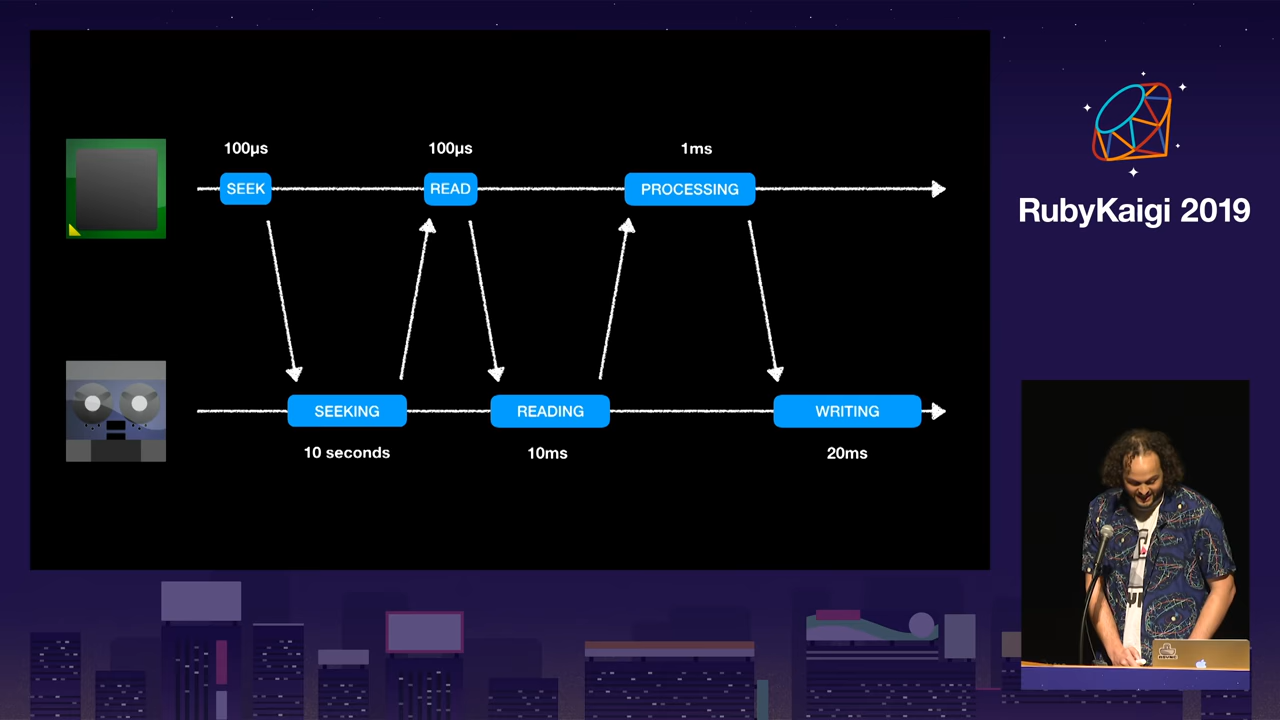 100µs
100µs
1ms
SEEK
READ
PROCESSING
SEEKING
READING
WRITING
10 seconds
10ms
20ms
RubyKaigi 2019